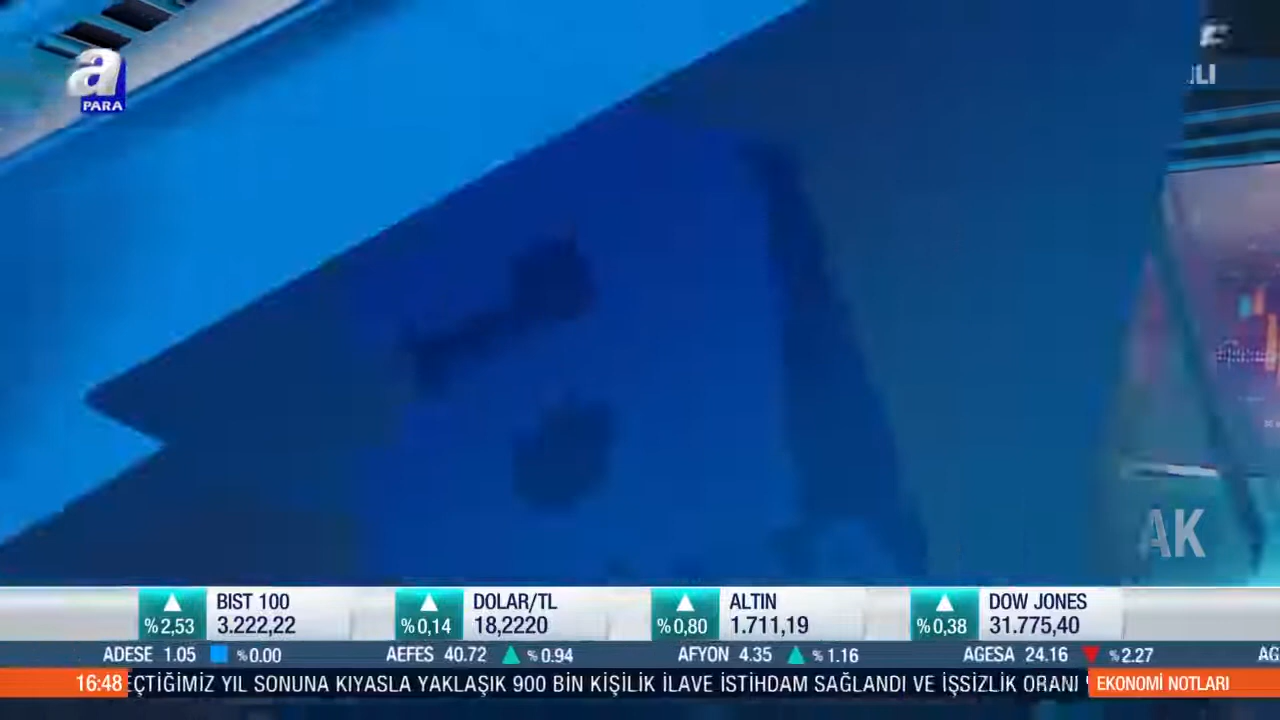 a
PARA
AK
BIST 100
%2,53 3.222,22
DOLAR/TL
%0,14 18,2220
ALTIN
%0,80 1.711,19
DOW JONES
%0,38 31.775,40
ADESE 1.05 %0.00 AEFES 40.72 %0.94 AFYON 4.35 %1.16 AGESA 24.16 %2.27 AG
16:48 EÇTİĞİMİZ YIL SONUNA KIYASLA YAKLAŞIK 900 BİN KİŞİLİK İLAVE İSTİHDAM SAĞLANDI VE İŞSİZLİK ORANI EKONOMİ NOTLARI